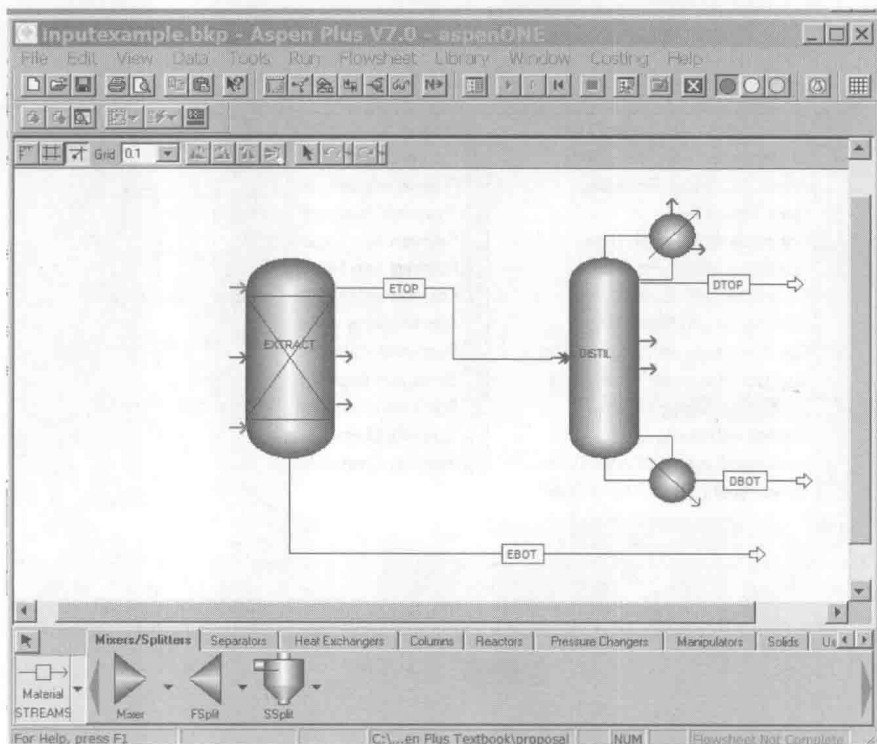 inputexample.bkp - Aspen Plus V7.0 - aspenONE
File Edit View Data Tools Run Flowsheet Library Window Costing Help
Grid 0.1
ETOP
DTOP
EXTRACT
DISTIL
DBOT
EBOT
Mixers/Splitters Separators Heat Exchangers Columns Reactors Pressure Changers Manipulators Solids
Material
STREAMS Mixer FSplit SSplit
For Help, press F1 C:\...en Plus Textbook\proposal NUM Flowsheet Not Complete